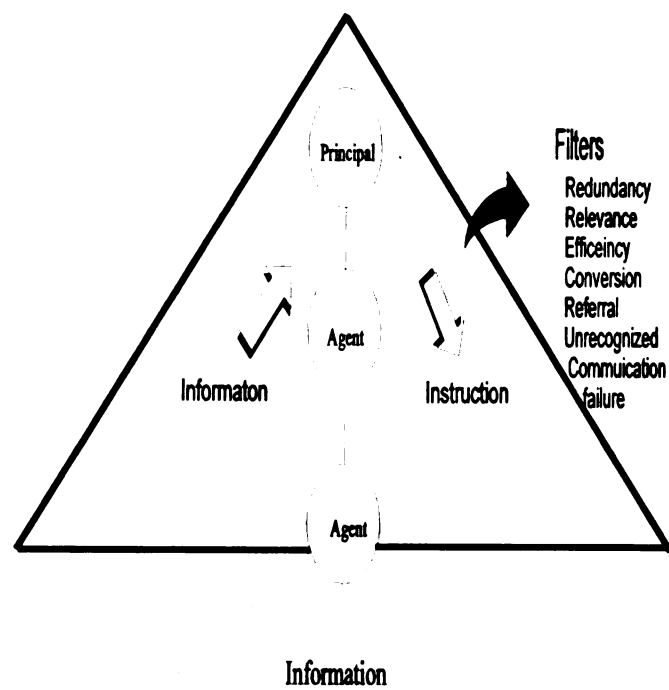 Principal
Filters
Redundancy
Relevance
Efficeincy
Conversion
Referral
Unrecognized
Commuication
failure
Agent
Informaton
Instruction
Agent
Information